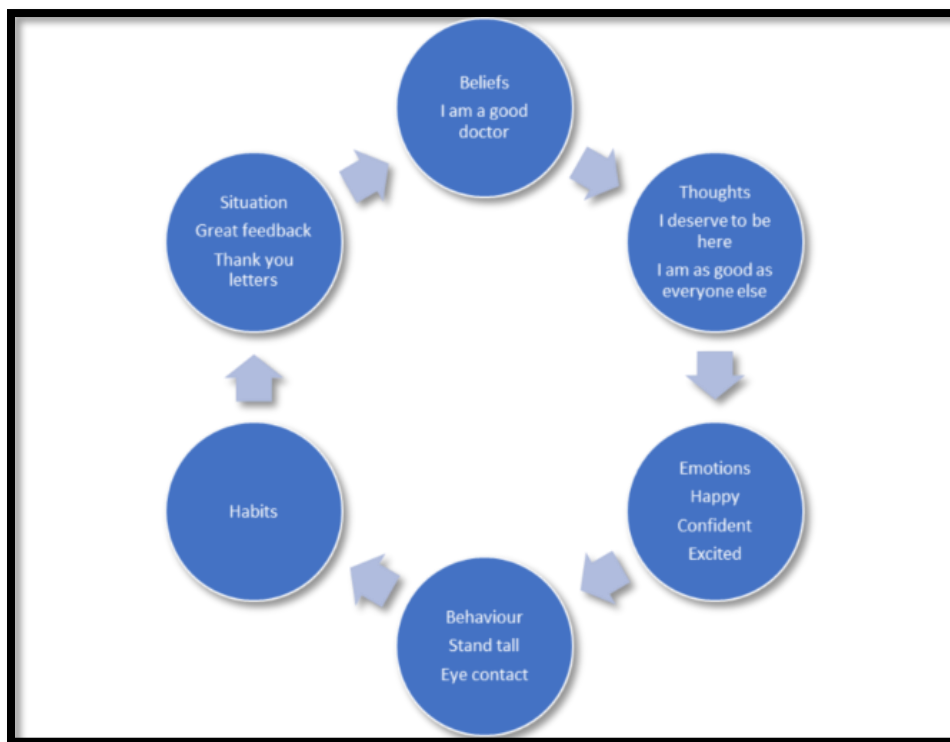 Beliefs
I am a good
doctor
Thoughts
I deserve to be
here
I am as good as
everyone else
Emotions
Happy
Confident
Excited
Behaviour
Stand tall
Eye contact
Habits
Situation
Great feedback
Thank you
letters